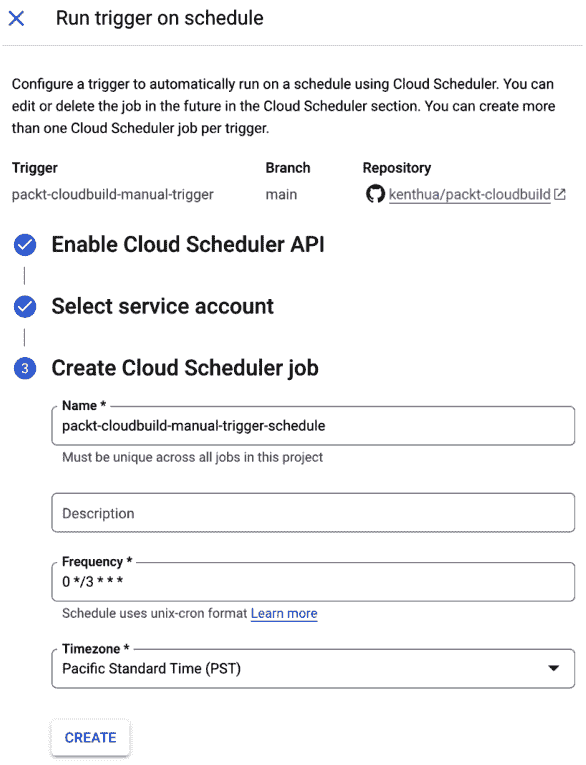 Run trigger on schedule
Configure a trigger to automatically run on a schedule using Cloud Scheduler. You can
edit or delete the job in the future in the Cloud Scheduler section. You can create more
than one Cloud Scheduler job per trigger.
Trigger Branch Repository
packt-cloudbuild-manual-trigger main kenthua/packt-cloudbuild
Enable Cloud Scheduler API
Select service account
3 Create Cloud Scheduler job
Name *
packt-cloudbuild-manual-trigger-schedule
Must be unique across all jobs in this project
Description
Frequency *
0 */3 * * *
Schedule uses unix-cron format Learn more
Timezone *
Pacific Standard Time (PST)
CREATE